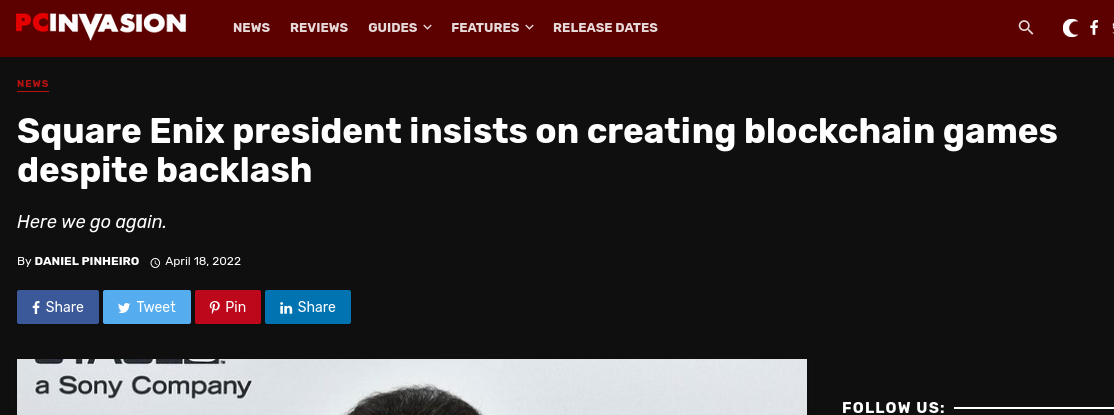 PCINVASION
NEWS REVIEWS GUIDES FEATURES RELEASE DATES
NEWS
Square Enix president insists on creating blockchain games
despite backlash
Here we go again.
By DANIEL PINHEIRO April 18, 2022
Share Tweet Pin Share
a Sony Company
FOLLOW US: